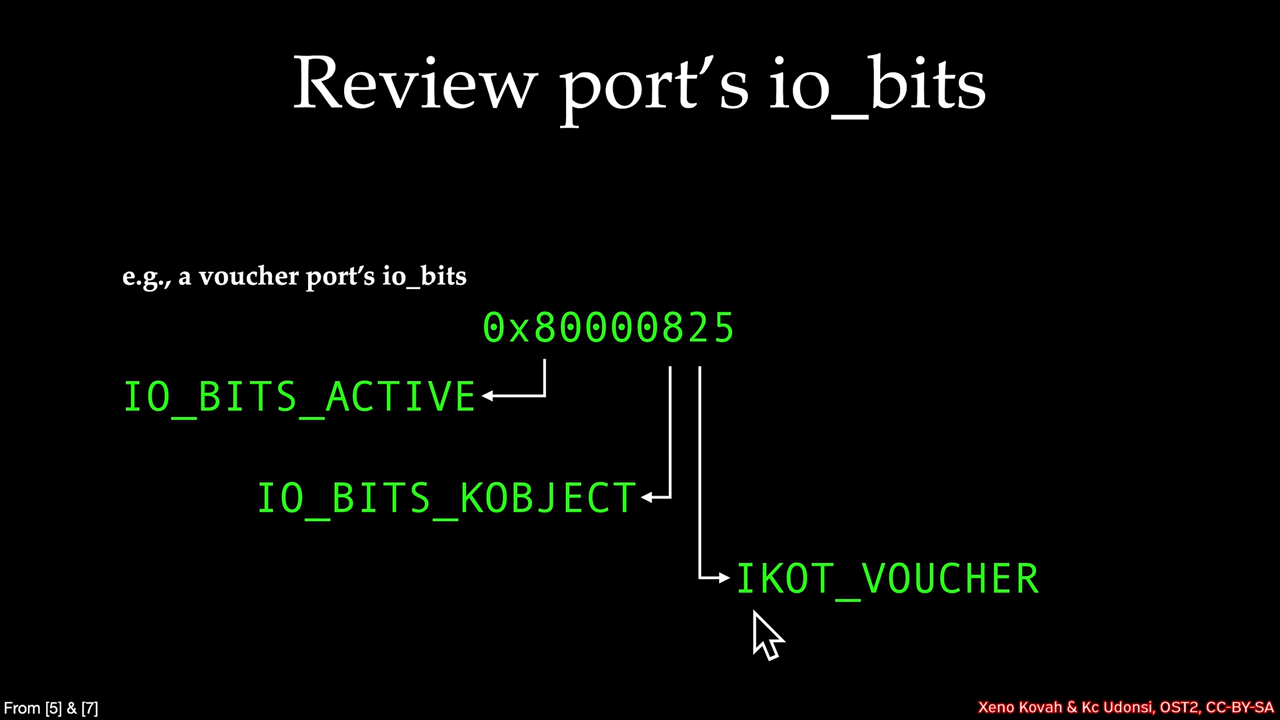 Review port’s io_bits
e.g., a voucher port’s io_bits
0x80000825
IO_BITS_ACTIVE
IO_BITS_KOBJECT
IKOT_VOUCHER
From [5] & [7]
Xeno Kovah & Kc Udonsi, OST2, CC-BY-SA